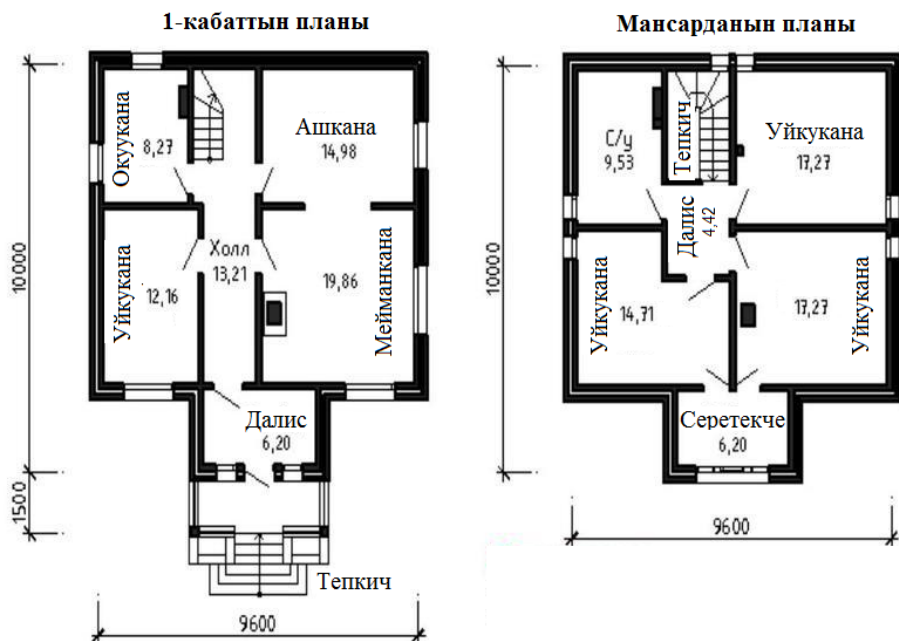 1-кабаттын планы
Окуукана
8,27
Ашкана
14,98
Уйкукана
12,16
Холл
13,21
19,86
Мейманкана
Далис
6,20
Тепкич
10000
1500
9600
Мансарданын планы
С/у
9,53
Тепкич
Уйкукана
17,27
Далис
4,42
Уйкукана
14,71
17,27
Уйкукана
Серетекче
6,20
10000
9600